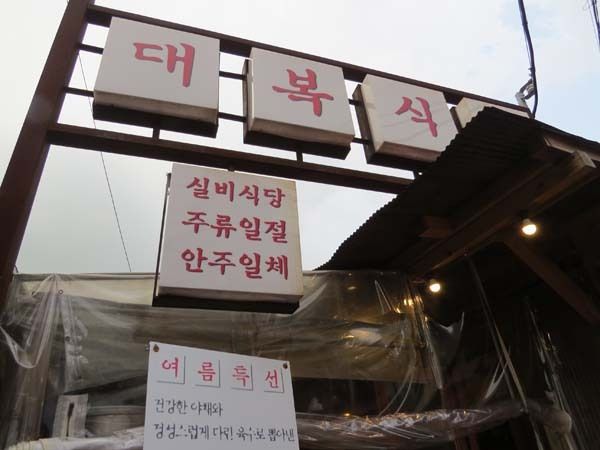 대복식
실비식당
주류일절
안주일체
여름특선
건강한 야채와
정성스럽게 다린 육수로 뽑아낸